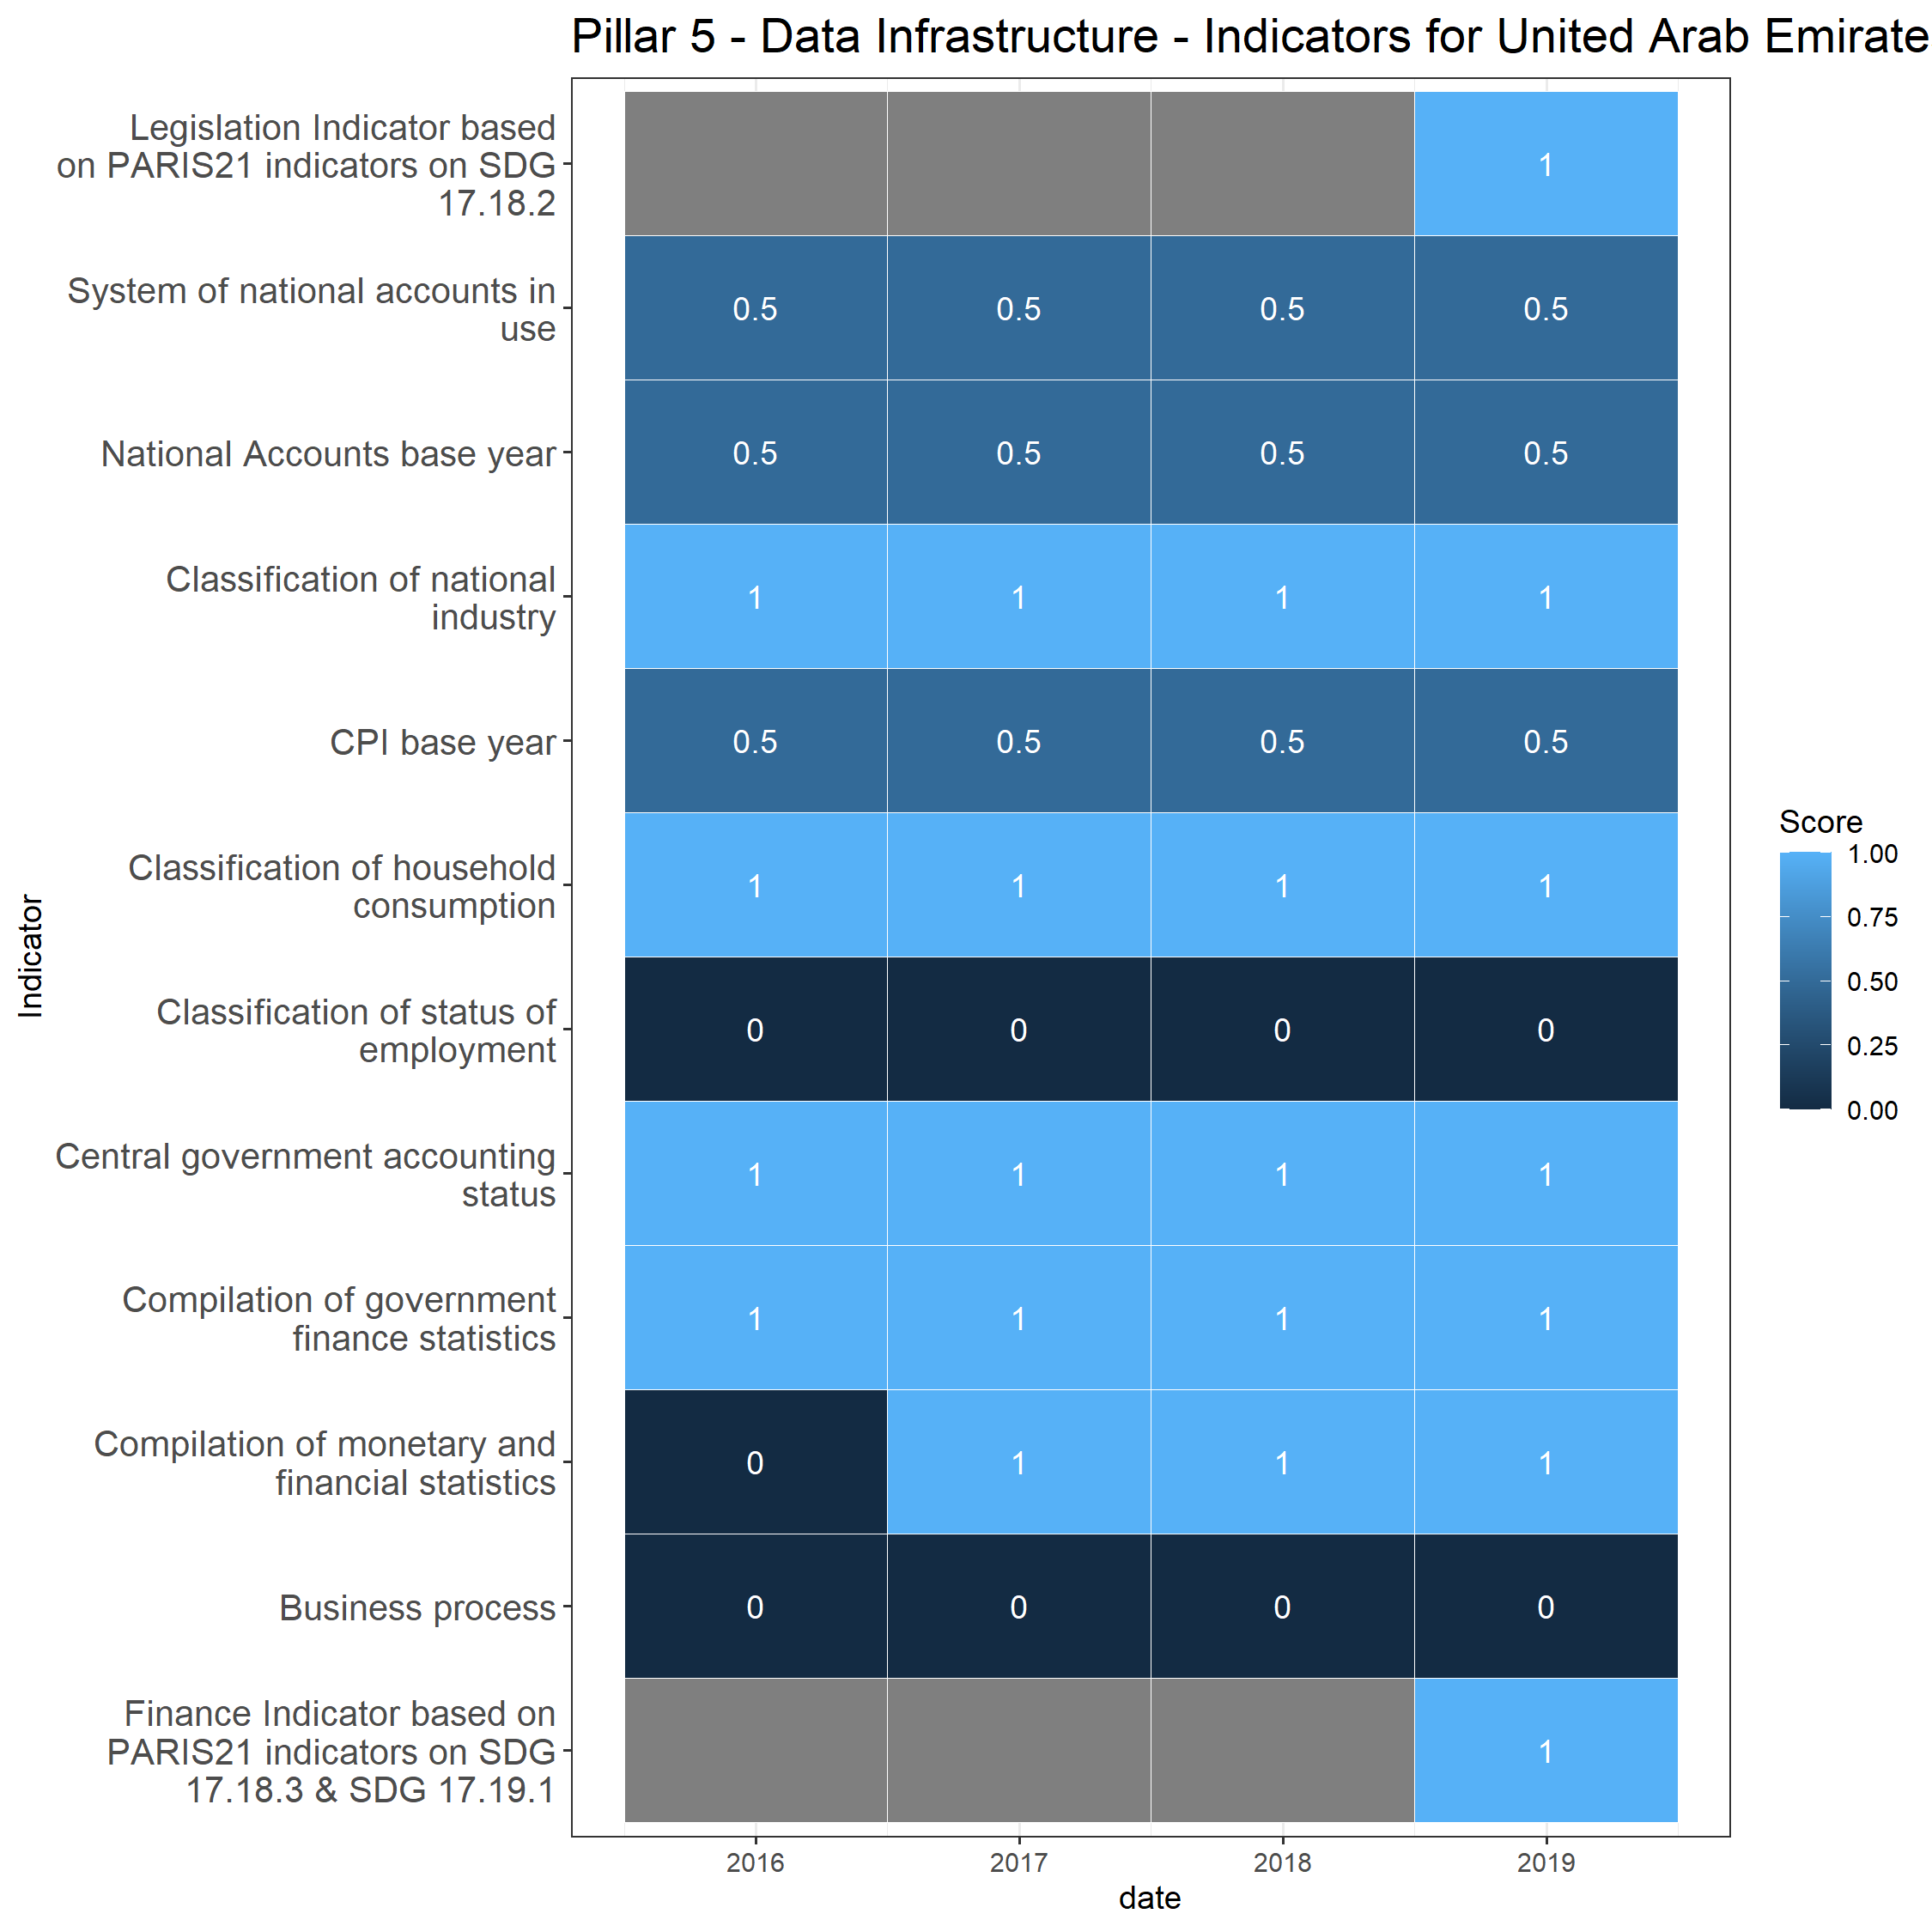 Pillar 5 - Data Infrastructure - Indicators for United Arab Emirate
Legislation Indicator based
on PARIS21 indicators on SDG
17.18.2
1
System of national accounts in
use
0.5 0.5 0.5 0.5
National Accounts base year
0.5 0.5 0.5 0.5
Classification of national
industry
1 1 1 1
CPI base year
0.5 0.5 0.5 0.5
Classification of household
consumption
1 1 1 1
Classification of status of
employment
0 0 0 0
Central government accounting
status
1 1 1 1
Compilation of government
finance statistics
1 1 1 1
Compilation of monetary and
financial statistics
0 1 1 1
Business process
0 0 0 0
Finance Indicator based on
PARIS21 indicators on SDG
17.18.3 & SDG 17.19.1
1
2016 2017 2018 2019
date
Indicator
Score
1.00
0.75
0.50
0.25
0.00